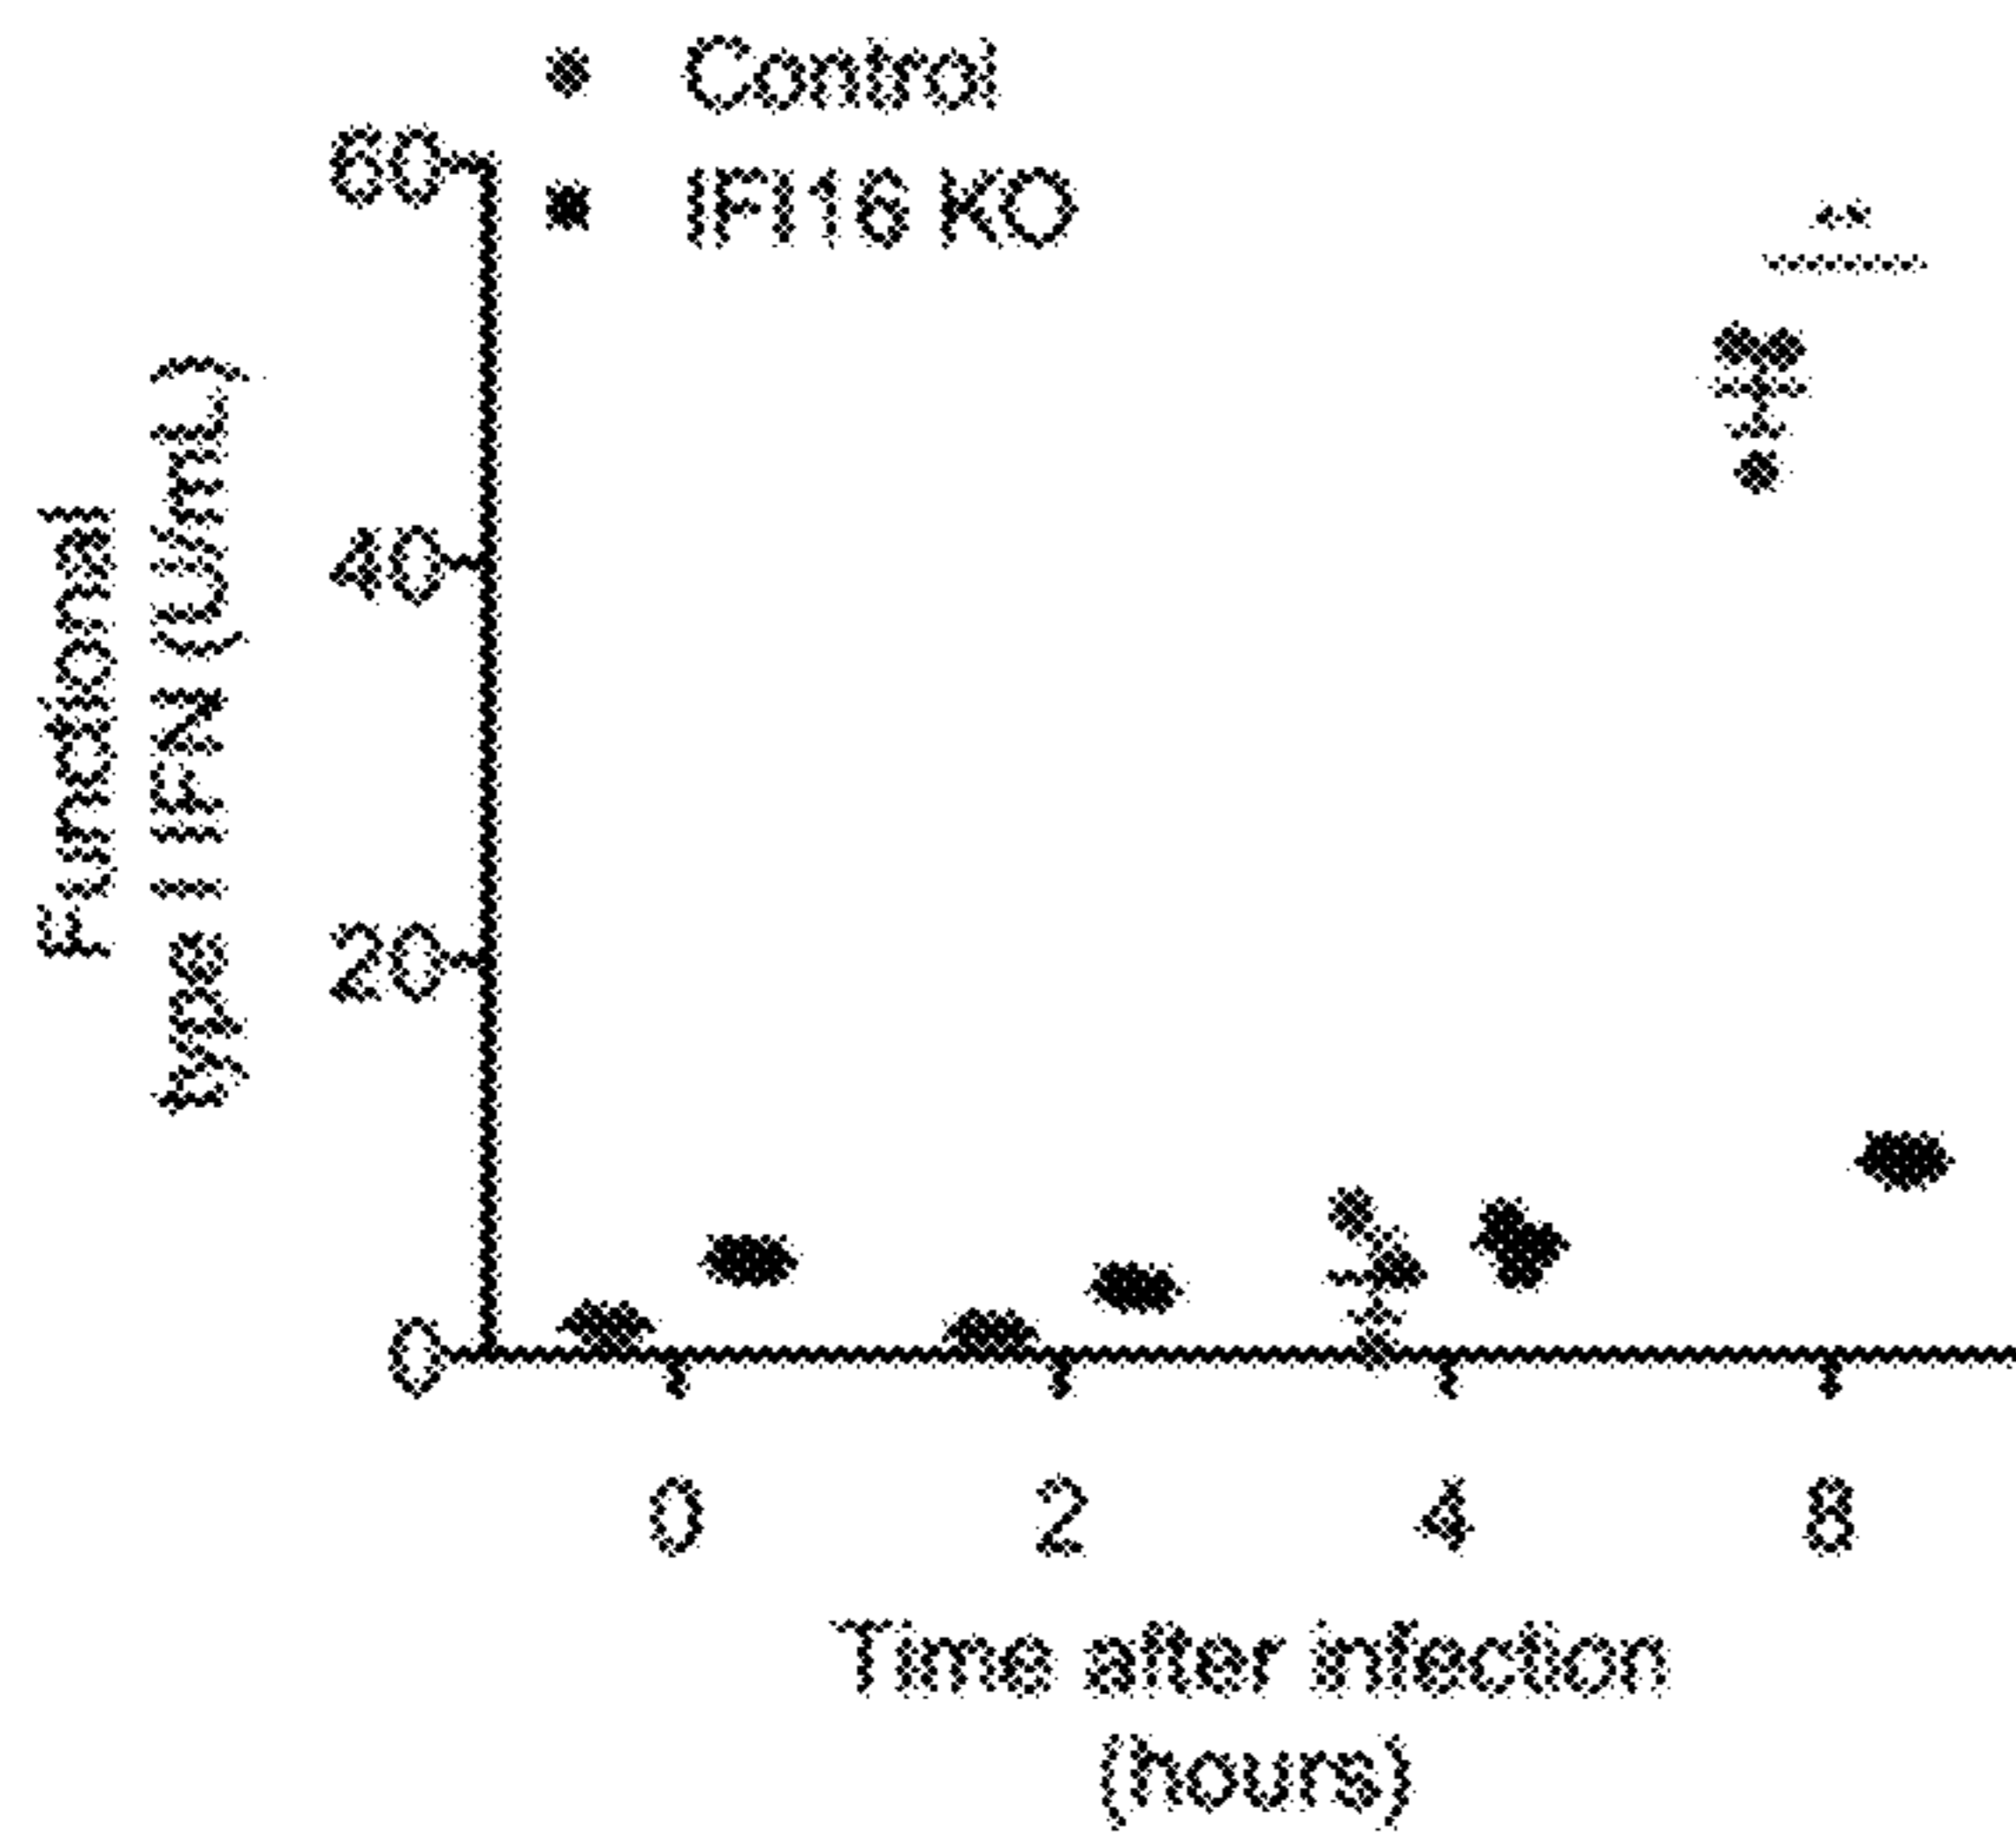 Control
IFI16 KO
Functional
type I IFN (U/mL)
60
40
20
0
0 2 4 8
Time after infection
(hours)